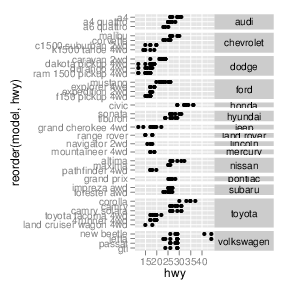 reorder(model, hwy)
a4
a4 quattro
a6 quattro
audi
malibu
corvette
c1500 suburban 2wd
k1500 tahoe 4wd
chevrolet
caravan 2wd
dakota pickup 4wd
durango 4wd
ram 1500 pickup 4wd
dodge
mustang
explorer 4wd
expedition 2wd
f150 pickup 4wd
ford
civic
honda
sonata
tiburon
hyundai
grand cherokee 4wd
jeep
range rover
land rover
navigator 2wd
lincoln
mountaineer 4wd
mercury
altima
maxima
pathfinder 4wd
nissan
grand prix
pontiac
impreza awd
forester awd
subaru
corolla
camry
camry solara
toyota tacoma 4wd
4runner 4wd
land cruiser wagon 4wd
toyota
new beetle
jetta
passat
gti
volkswagen
15 20 25 30 35 40
hwy